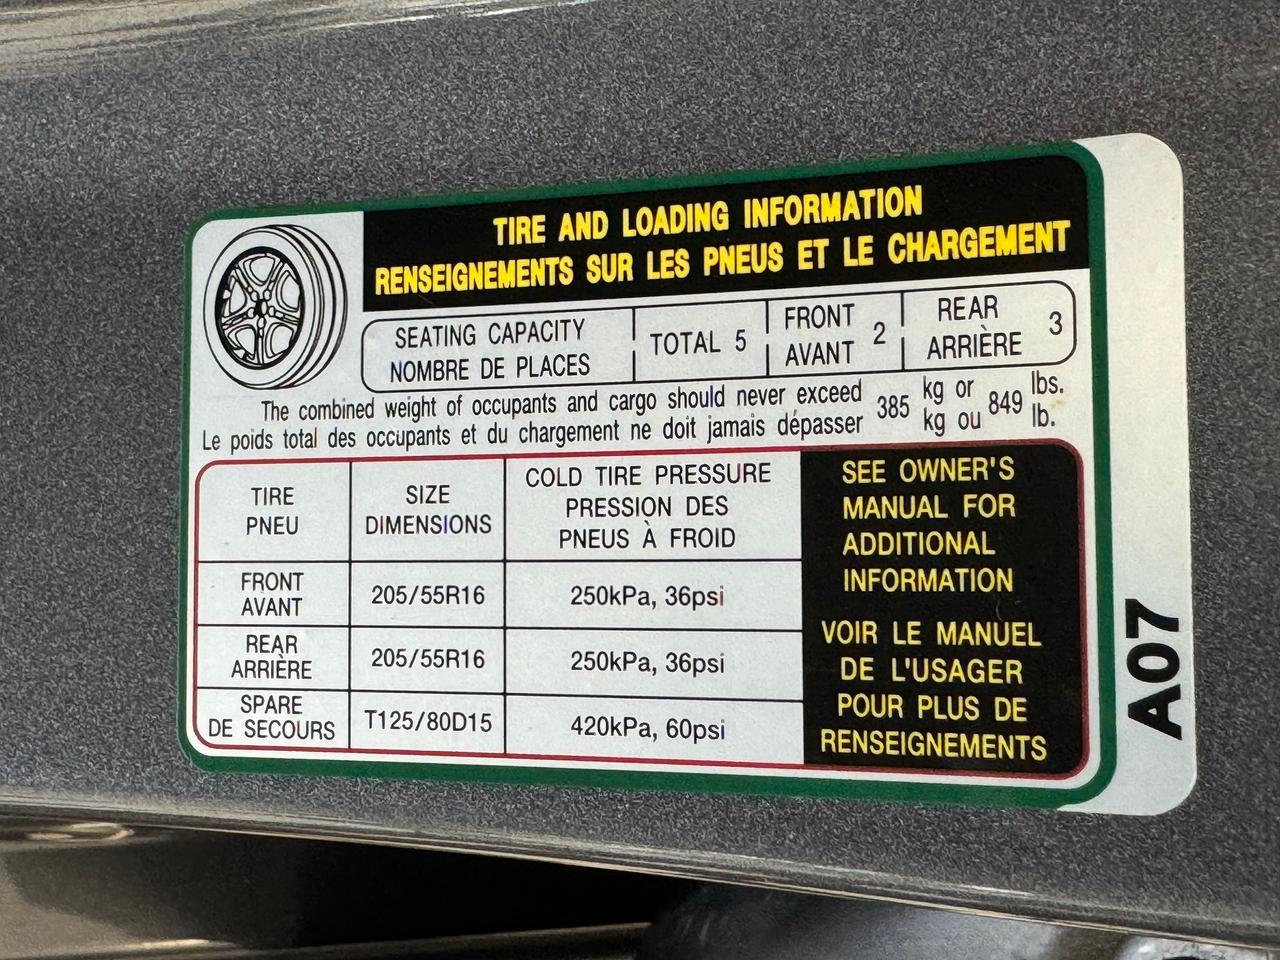 TIRE AND LOADING INFORMATION
RENSEIGNEMENTS SUR LES PNEUS ET LE CHARGEMENT
SEATING CAPACITY
NOMBRE DE PLACES
TOTAL 5
FRONT
AVANT
2
REAR
ARRIÈRE
3
The combined weight of occupants and cargo should never exceed
Le poids total des occupants et du chargement ne doit jamais dépasser
385
kg or
kg ou
849
lbs.
lb.
TIRE
PNEU
SIZE
DIMENSIONS
COLD TIRE PRESSURE
PRESSION DES
PNEUS À FROID
FRONT
AVANT
205/55R16
250kPa, 36psi
REAR
ARRIÈRE
205/55R16
250kPa, 36psi
SPARE
DE SECOURS
T125/80D15
420kPa, 60psi
SEE OWNER'S
MANUAL FOR
ADDITIONAL
INFORMATION
VOIR LE MANUEL
DE L'USAGER
POUR PLUS DE
RENSEIGNEMENTS
A07